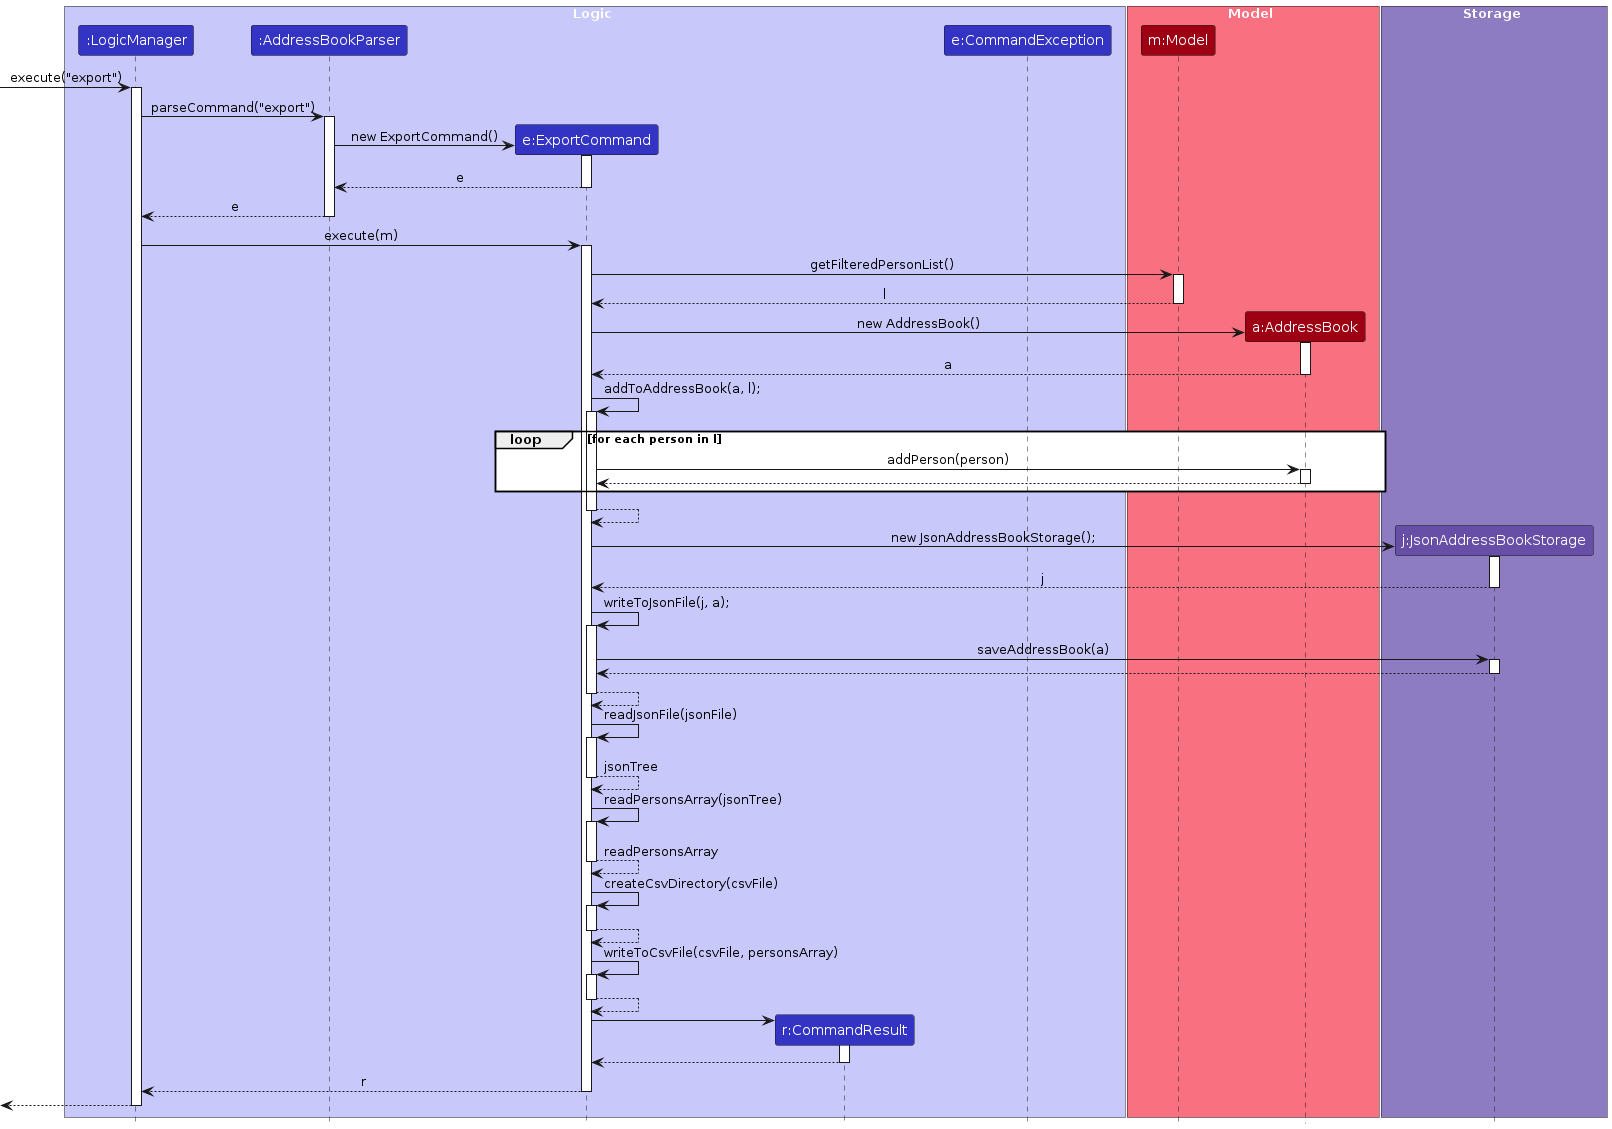 Logic
Model
Storage
:LogicManager
:AddressBookParser
e:CommandException
m:Model
execute("export")
parseCommand("export")
new ExportCommand()
e:ExportCommand
e
e
execute(m)
getFilteredPersonList()
l
new AddressBook()
a:AddressBook
a
addToAddressBook(a, l);
loop
[for each person in l]
addPerson(person)
new JsonAddressBookStorage();
j:JsonAddressBookStorage
j
writeToJsonFile(j, a);
saveAddressBook(a)
readJsonFile(jsonFile)
jsonTree
readPersonsArray(jsonTree)
readPersonsArray
createCsvDirectory(csvFile)
writeToCsvFile(csvFile, personsArray)
r:CommandResult
r